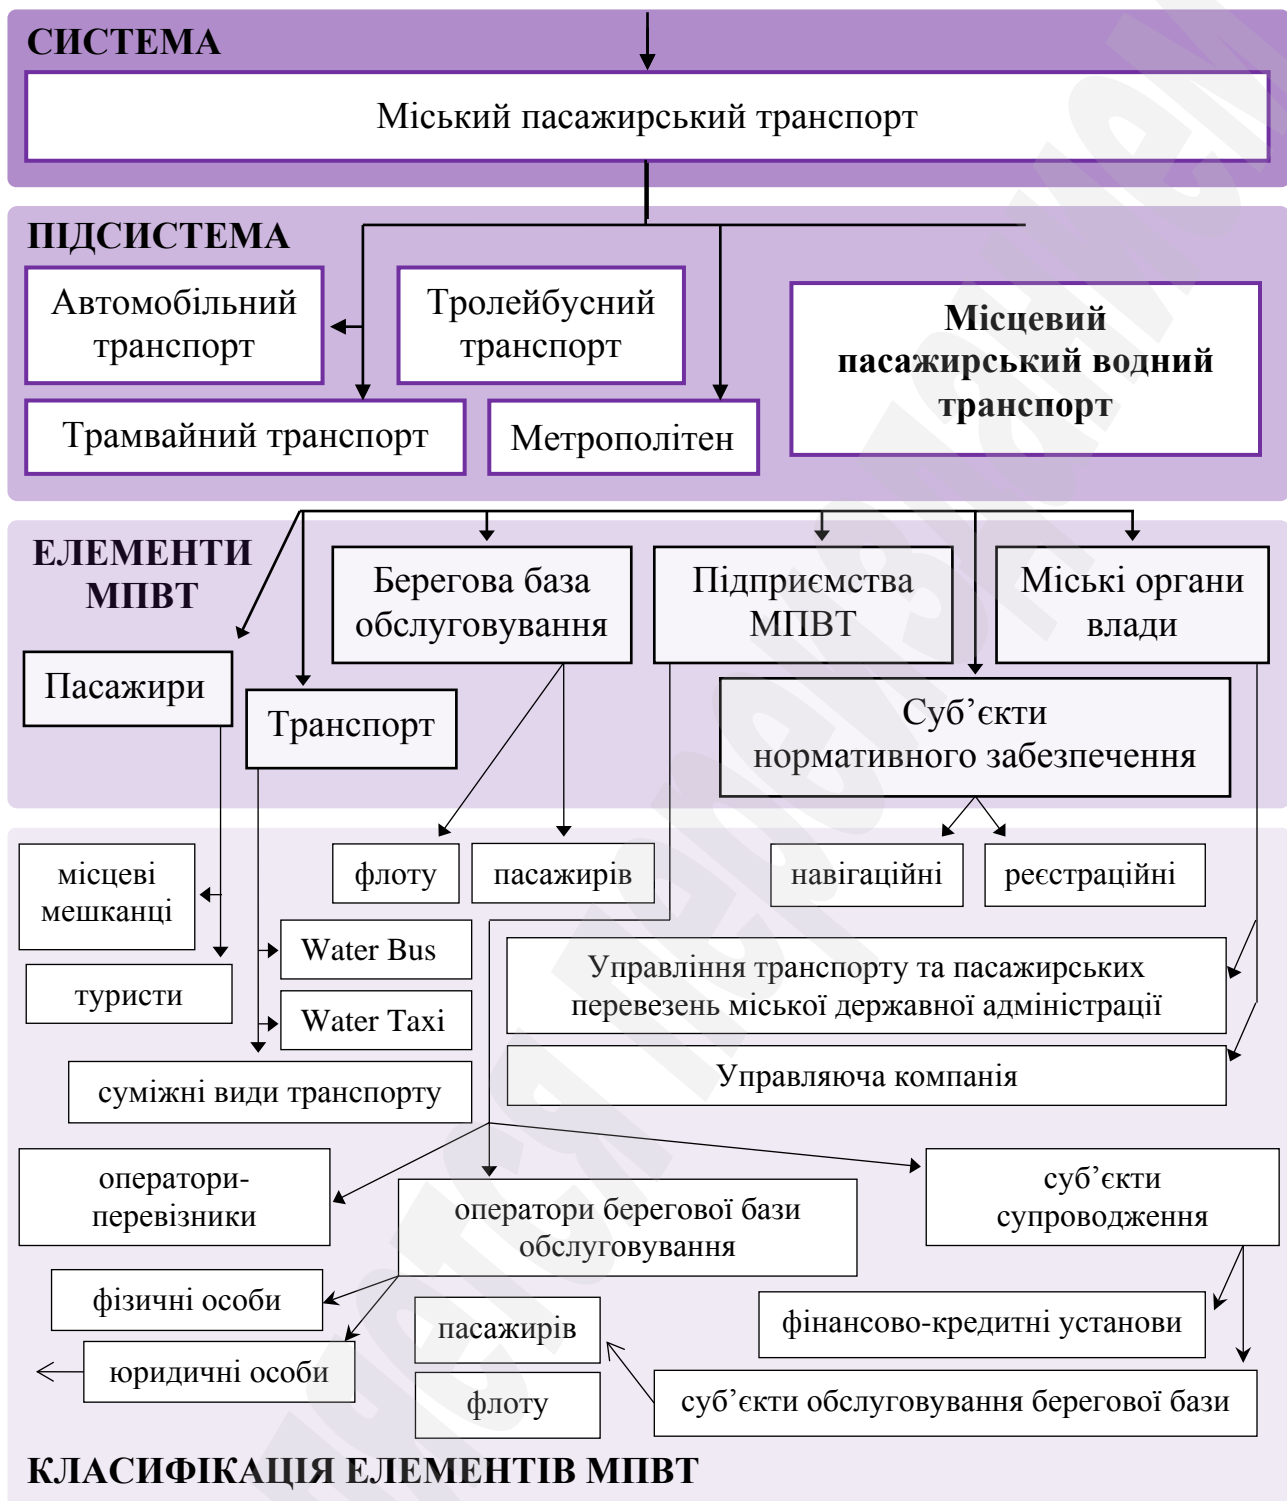 СИСТЕМА
Міський пасажирський транспорт
ПІДСИСТЕМА
Автомобільний
транспорт
Тролейбусний
транспорт
Місцевий
пасажирський водний
транспорт
Трамвайний транспорт
Метрополітен
ЕЛЕМЕНТИ
МПВТ
Берегова база
обслуговування
Підприємства
МПВТ
Міські органи
влади
Пасажири
Транспорт
Суб’єкти
нормативного забезпечення
місцеві
мешканці
флоту
пасажирів
навігаційні
реєстраційні
туристи
Water Bus
Water Taxi
Управління транспорту та пасажирських
перевезень міської державної адміністрації
суміжні види транспорту
Управляюча компанія
оператори-
перевізники
оператори берегової бази
обслуговування
суб’єкти
супроводження
фізичні особи
пасажирів
фінансово-кредитні установи
юридичні особи
флоту
суб’єкти обслуговування берегової бази
КЛАСИФІКАЦІЯ ЕЛЕМЕНТІВ МПВТ